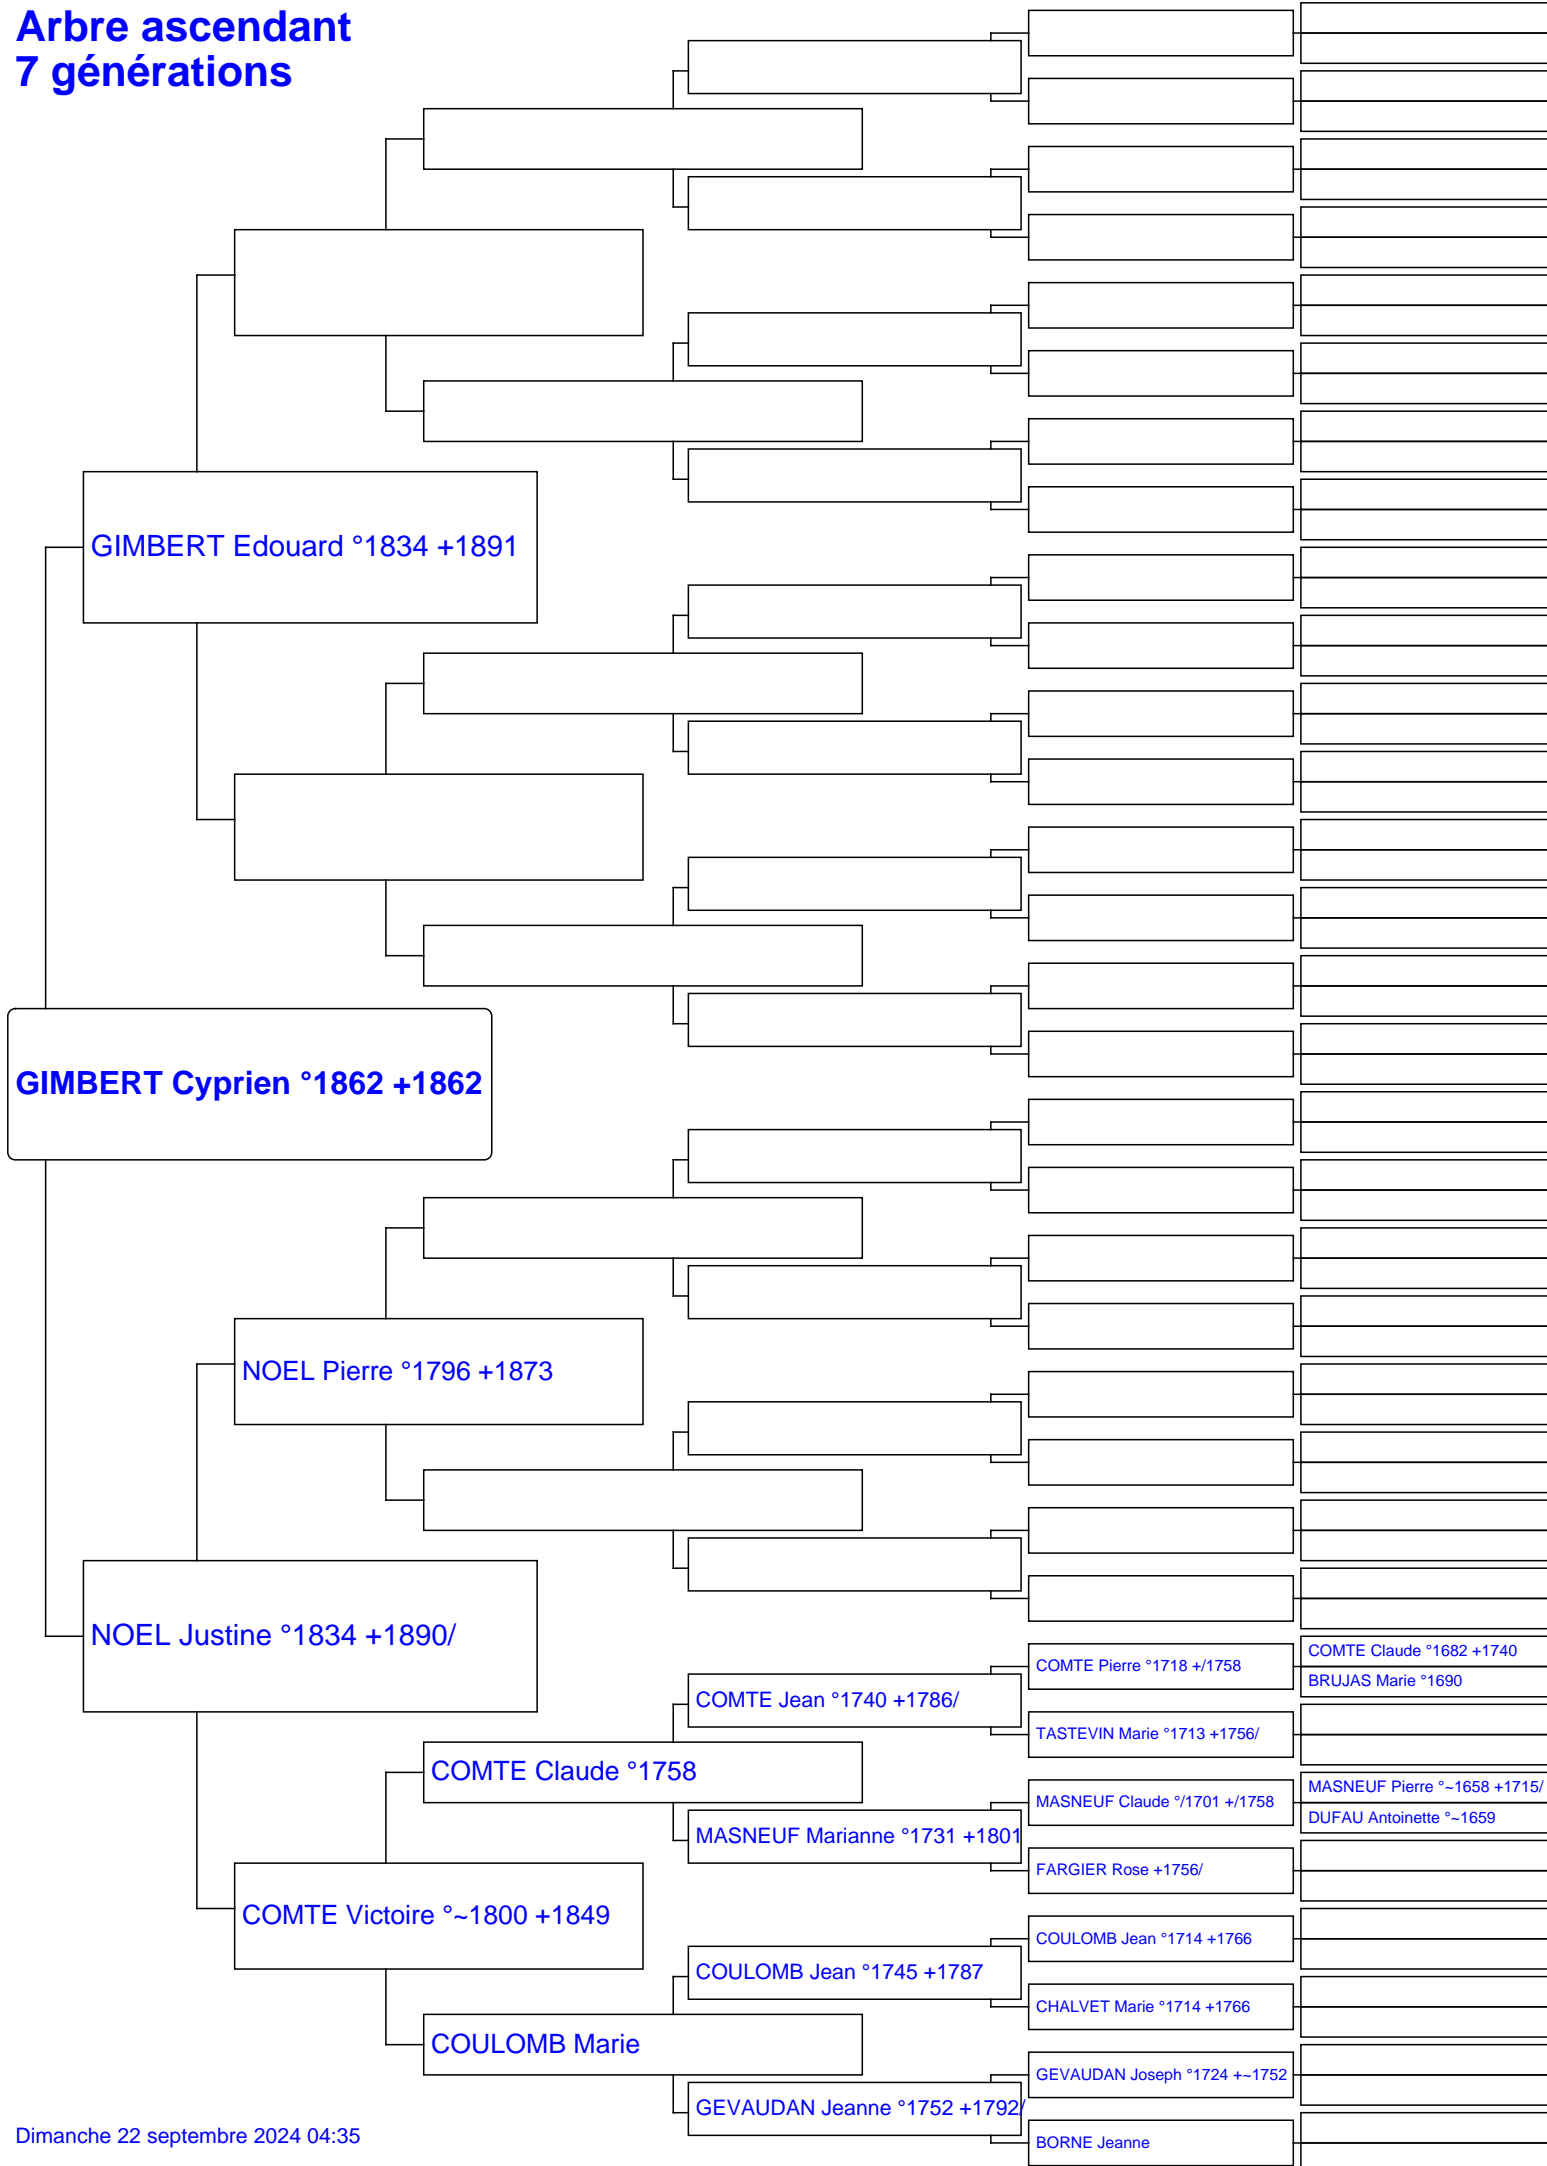 Arbre ascendant
7 générations
GIMBERT Edouard °1834 +1891
GIMBERT Cyprien °1862 +1862
NOEL Pierre °1796 +1873
NOEL Justine °1834 +1890/
COMTE Claude °1682 +1740
COMTE Pierre °1718 +/1758
BRUJAS Marie °1690
COMTE Jean °1740 +1786/
TASTEVIN Marie °1713 +1756/
COMTE Claude °1758
MASNEUF Pierre °~1658 +1715/
MASNEUF Claude °/1701 +/1758
DUFAU Antoinette °~1659
MASNEUF Marianne °1731 +1801
FARGIER Rose +1756/
COMTE Victoire °~1800 +1849
COULOMB Jean °1714 +1766
COULOMB Jean °1745 +1787
CHALVET Marie °1714 +1766
COULOMB Marie
GEVAUDAN Joseph °1724 +~1752
GEVAUDAN Jeanne °1752 +1792/
BORNE Jeanne
Dimanche 22 septembre 2024 04:35